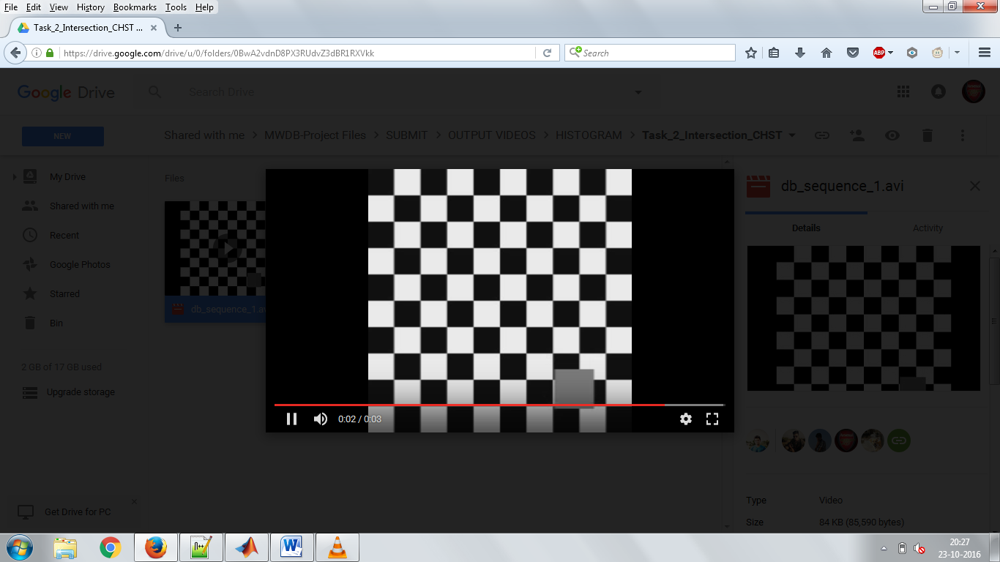 File Edit View History Bookmarks Tools Help
Task_2_Intersection_CHST ...
https://drive.google.com/drive/u/0/folders/0BwA2vdnD8PX3RUdvZ3dBR1RXVkk
Search
ABP
Google Drive
Search Drive
NEW
Shared with me > MWDB-Project Files > SUBMIT > OUTPUT VIDEOS > HISTOGRAM > Task_2_Intersection_CHST
My Drive
Shared with me
Recent
Google Photos
Starred
Bin
2 GB of 17 GB used
Upgrade storage
Get Drive for PC
Files
db_sequence_1.avi
0:02 / 0:03
db_sequence_1.avi
Details Activity
Type Video
Size 84 KB (85,590 bytes)
20:27
23-10-2016